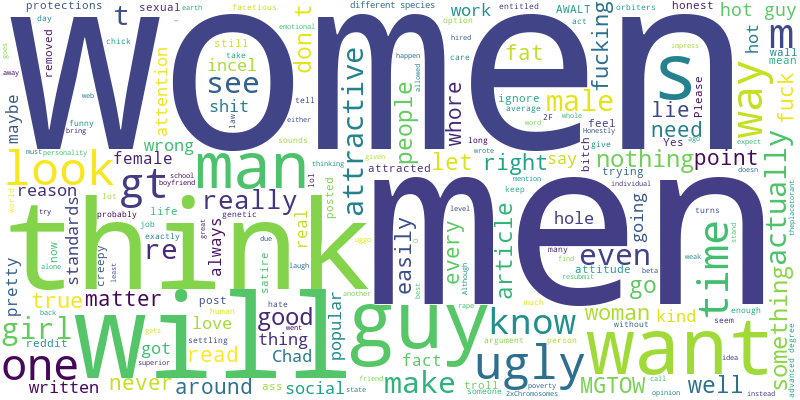 protections
t
sexual
earth
facetious
different species
orbiters
AWALT
honest
hot guy
women
day
chick
emotional
work
option
entitled
act
impress
m
goes
removed
still
take
don't
hired
fucking
hot
wall
mean
away
maybe
incel
see
attention
fat
ignore
care
happen
allowed
s
way
web
funny
bring
shit
tell
law
either
attractive
people
whore
male
average
2F
lie
need
Please
fuck
wrong
sounds
long
word
whole
feel
Honestly
give
Yes
ago
expect
must
personality
female
school
boyfriend
thinking
given
attracted
wrote
let
right
say
bitch
nothing
point
doesn
look
gt
man
lol
posted
mention
keep
trying
individual
reason
lot
really
world
try
probably
life
genetic
real
easily
level
every
hole
going
turns
theplacetorant
think
men
standards
job
exactly
re
always
great
due
uggs
many
even
find
attitude
beta
weak
stand
time
something
actually
alone
now
creepy
least
satire
laugh
best
o
Although
article
resubmit
go
pretty
true
matter
post
human
hate
another
rape
much
woman
kind
enough
back
love
went
good
popular
without
seem
girl
reddit
will
gets
settling
thing
guy
know
want
one
got
superior
read
Chad
fact
argument
person
ugly
idea
advanced degree
written
never
around
ass
social
friend
state
make
troll
someone
poverty
2xChromosomes
MGTOW
call
opinion
well
instead